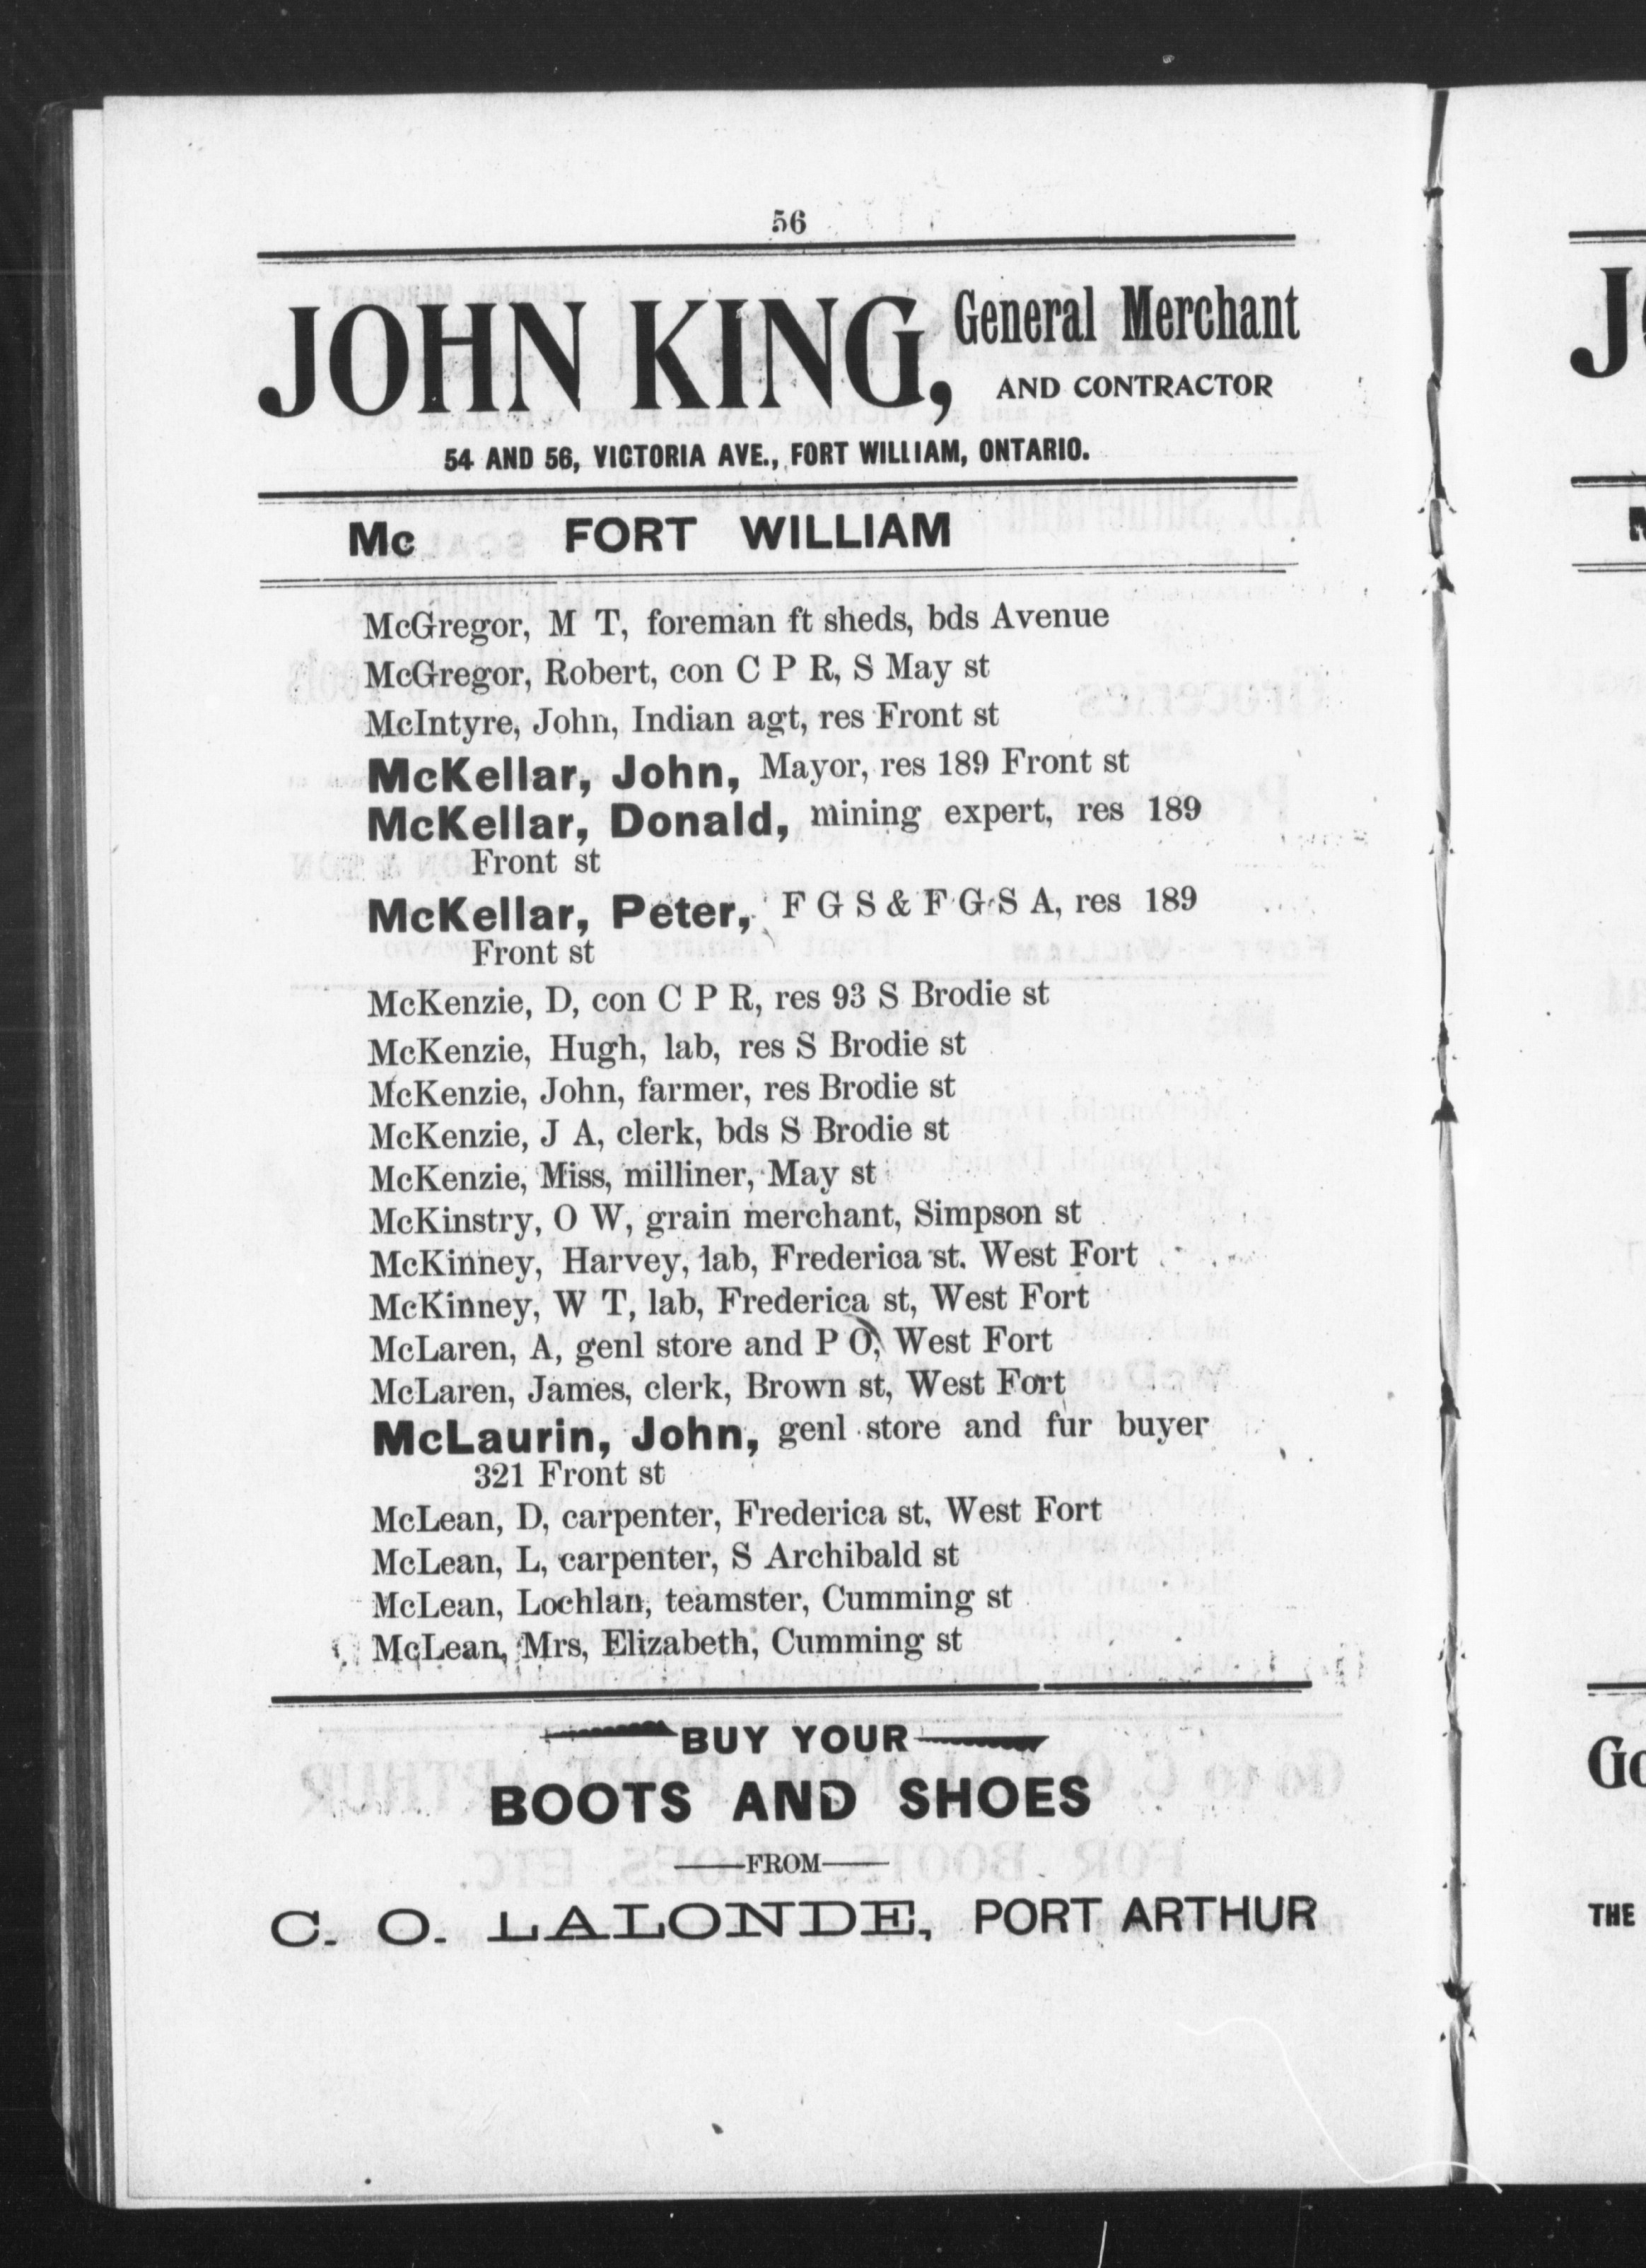 56
JOHN KING, General Merchant
AND CONTRACTOR
54 AND 56, VICTORIA AVE., FORT WILLIAM, ONTARIO.
Mc FORT WILLIAM
McGregor, M T, foreman ft sheds, bds Avenue
McGregor, Robert, con C P R, S May st
McIntyre, John, Indian agt, res Front st
McKellar, John, Mayor, res 189 Front st
McKellar, Donald, mining expert, res 189
Front st
McKellar, Peter, F G S & F G S A, res 189
Front st
McKenzie, D, con C P R, res 93 S Brodie st
McKenzie, Hugh, lab, res S Brodie st
McKenzie, John, farmer, res Brodie st
McKenzie, J A, clerk, bds S Brodie st
McKenzie, Miss, milliner, May st
McKinstry, O W, grain merchant, Simpson st
McKinney, Harvey, lab, Frederica st. West Fort
McKinney, W T, lab, Frederica st, West Fort
McLaren, A, genl store and P O, West Fort
McLaren, James, clerk, Brown st, West Fort
McLaurin, John, genl store and fur buyer
321 Front st
McLean, D, carpenter, Frederica st, West Fort
McLean, L, carpenter, S Archibald st
McLean, Lochlan, teamster, Cumming st
McLean, Mrs, Elizabeth, Cumming st
BUY YOUR
BOOTS AND SHOES
FROM
C. O. LALONDE, PORT ARTHUR
J
Go
THE